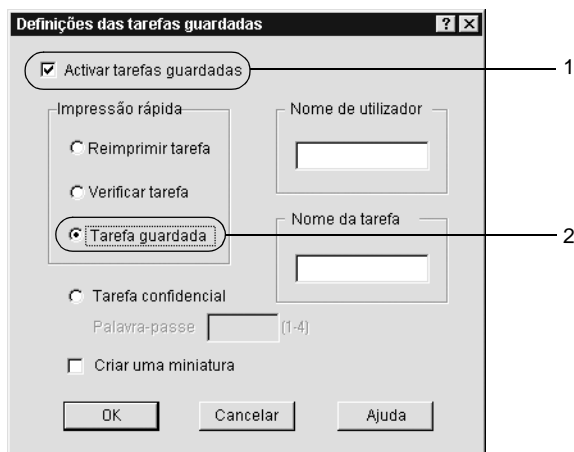 Definições das tarefas guardadas
Activar tarefas guardadas
1
Impressão rápida
Reimprimir tarefa
Verificar tarefa
Tarefa guardada
2
Nome de utilizador
Nome da tarefa
Tarefa confidencial
Palavra-passe (1-4)
Criar uma miniatura
OK Cancelar Ajuda